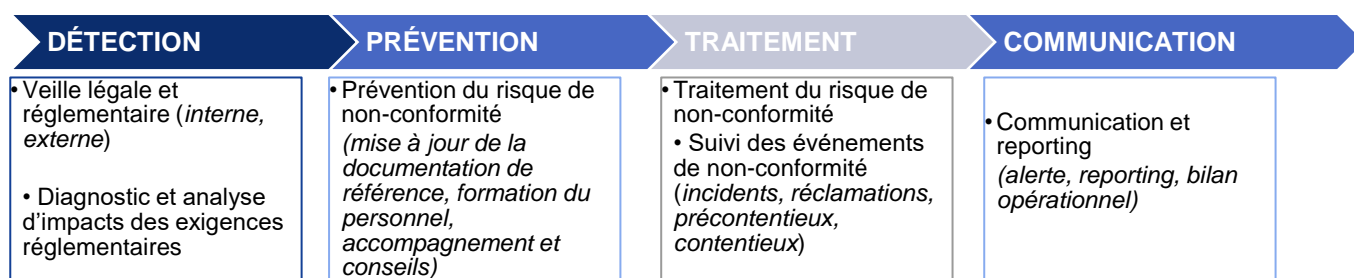 DÉTECTION
PRÉVENTION
TRAITEMENT
COMMUNICATION
• Veille légale et
réglementaire (interne,
externe)
• Diagnostic et analyse
d'impacts des exigences
réglementaires
• Prévention du risque de
non-conformité
(mise à jour de la
documentation de
référence, formation du
personnel,
accompagnement et
conseils)
• Traitement du risque de
non-conformité
• Suivi des événements
de non-conformité
(incidents, réclamations,
précontentieux,
contentieux)
• Communication et
reporting
(alerte, reporting, bilan
opérationnel)